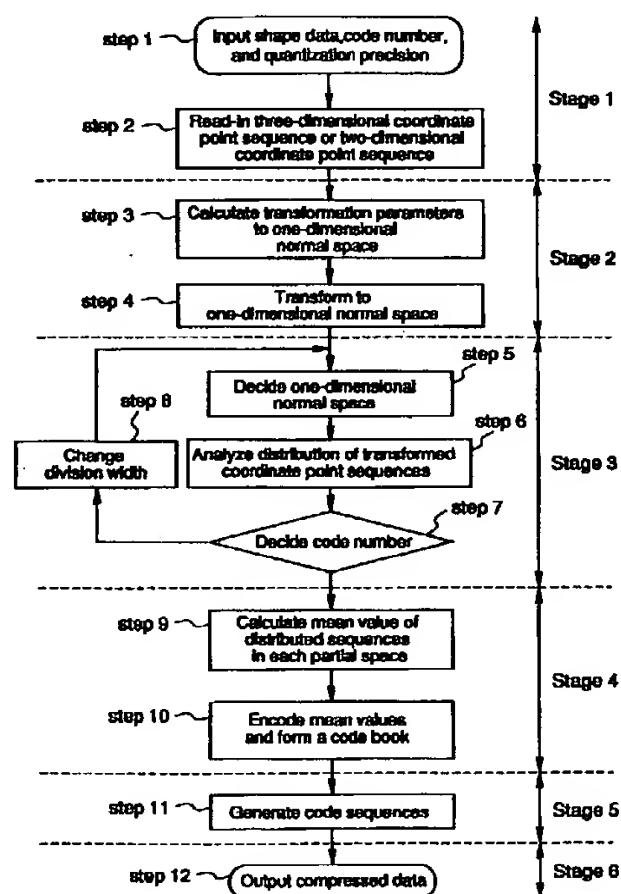 step 1
Input shape data,code number,
and quantization precision
Stage 1
step 2
Read-in three-dimensional coordinate
point sequence or two-dimensional
coordinate point sequence
step 3
Calculate transformation parameters
to one-dimensional
normal space
Stage 2
step 4
Transform to
one-dimensional normal space
step 5
Decide one-dimensional
normal space
step 8
Change
division width
step 6
Analyze distribution of transformed
coordinate point sequences
Stage 3
step 7
Decide code number
step 9
Calculate mean value of
distributed sequences
in each partial space
Stage 4
step 10
Encode mean values
and form a code book
step 11
Generate code sequences
Stage 5
step 12
Output compressed data
Stage 6